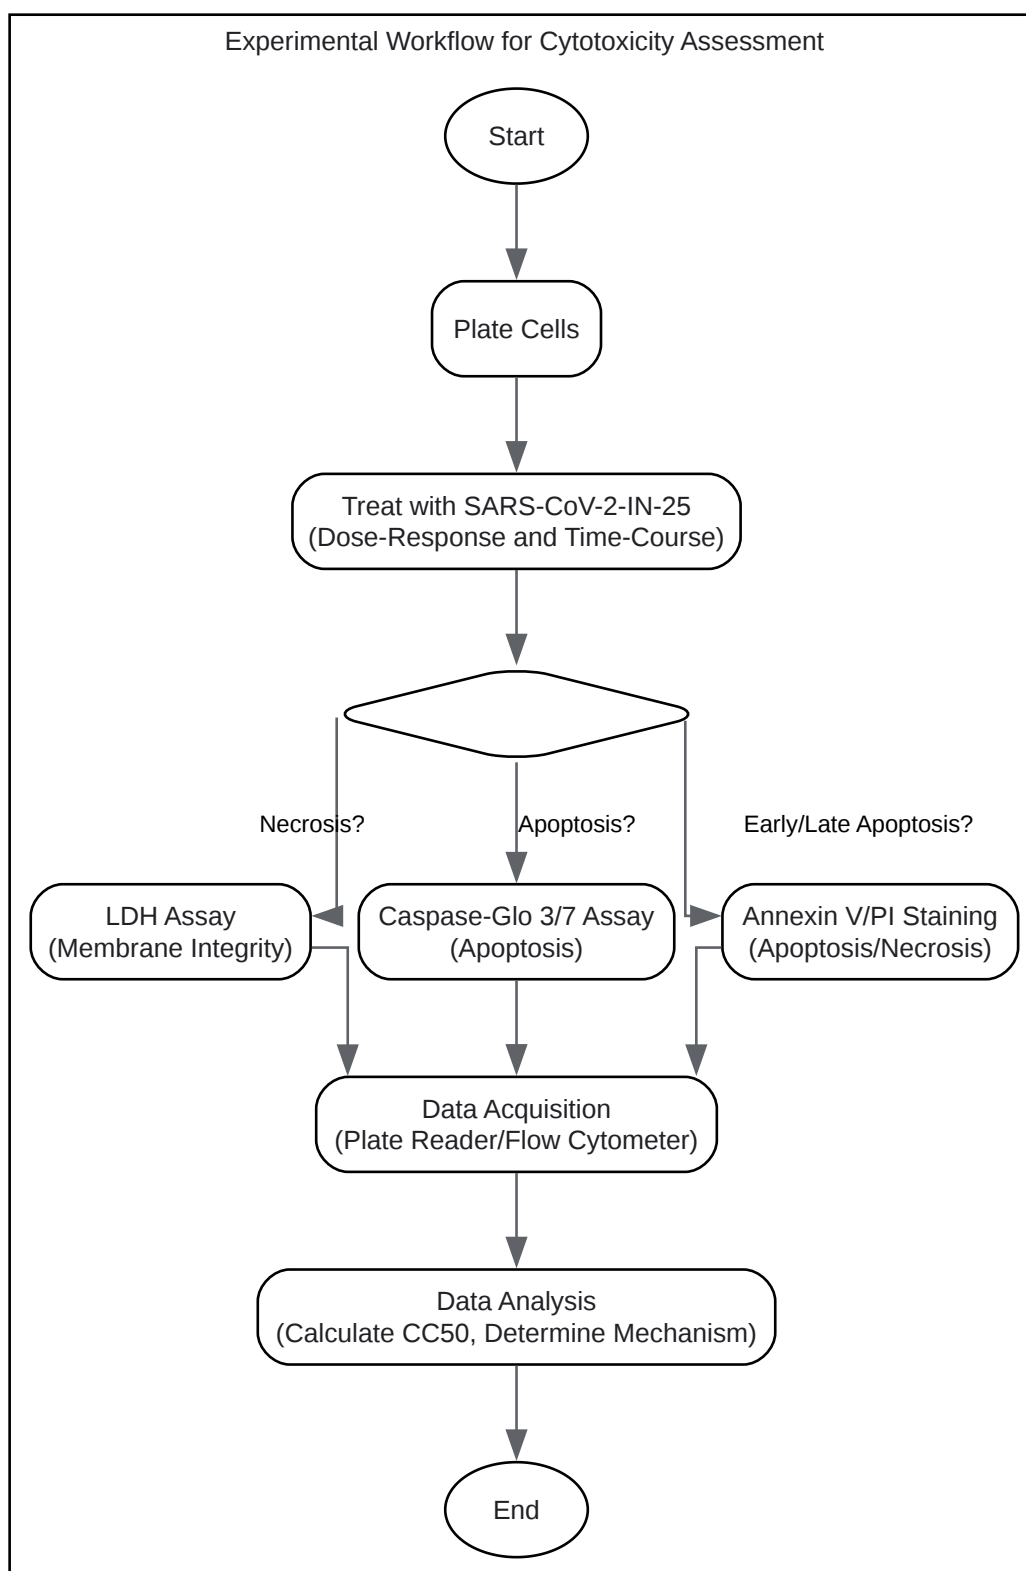 Experimental Workflow for Cytotoxicity Assessment
Start
Plate Cells
Treat with SARS-CoV-2-IN-25
(Dose-Response and Time-Course)
Necrosis?
Apoptosis?
Early/Late Apoptosis?
LDH Assay
(Membrane Integrity)
Caspase-Glo 3/7 Assay
(Apoptosis)
Annexin V/PI Staining
(Apoptosis/Necrosis)
Data Acquisition
(Plate Reader/Flow Cytometer)
Data Analysis
(Calculate CC50, Determine Mechanism)
End